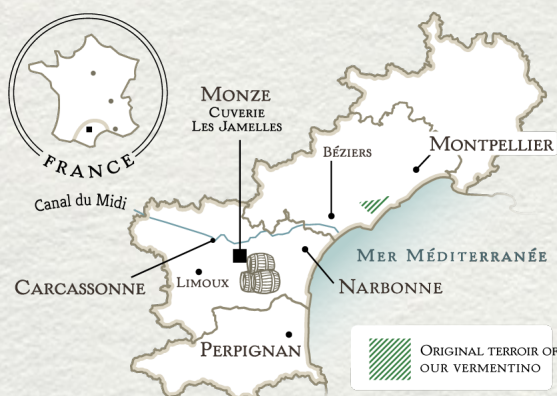 FRANCE
MONZE
CUVERIE
LES JAMELLES
BÉZIERS
MONTPELLIER
Canal du Midi
MER MÉDITERRANÉE
CARCASSONNE
LIMOUX
NARBONNE
PERPIGNAN
ORIGINAL TERROIR OF
OUR VERMENTINO